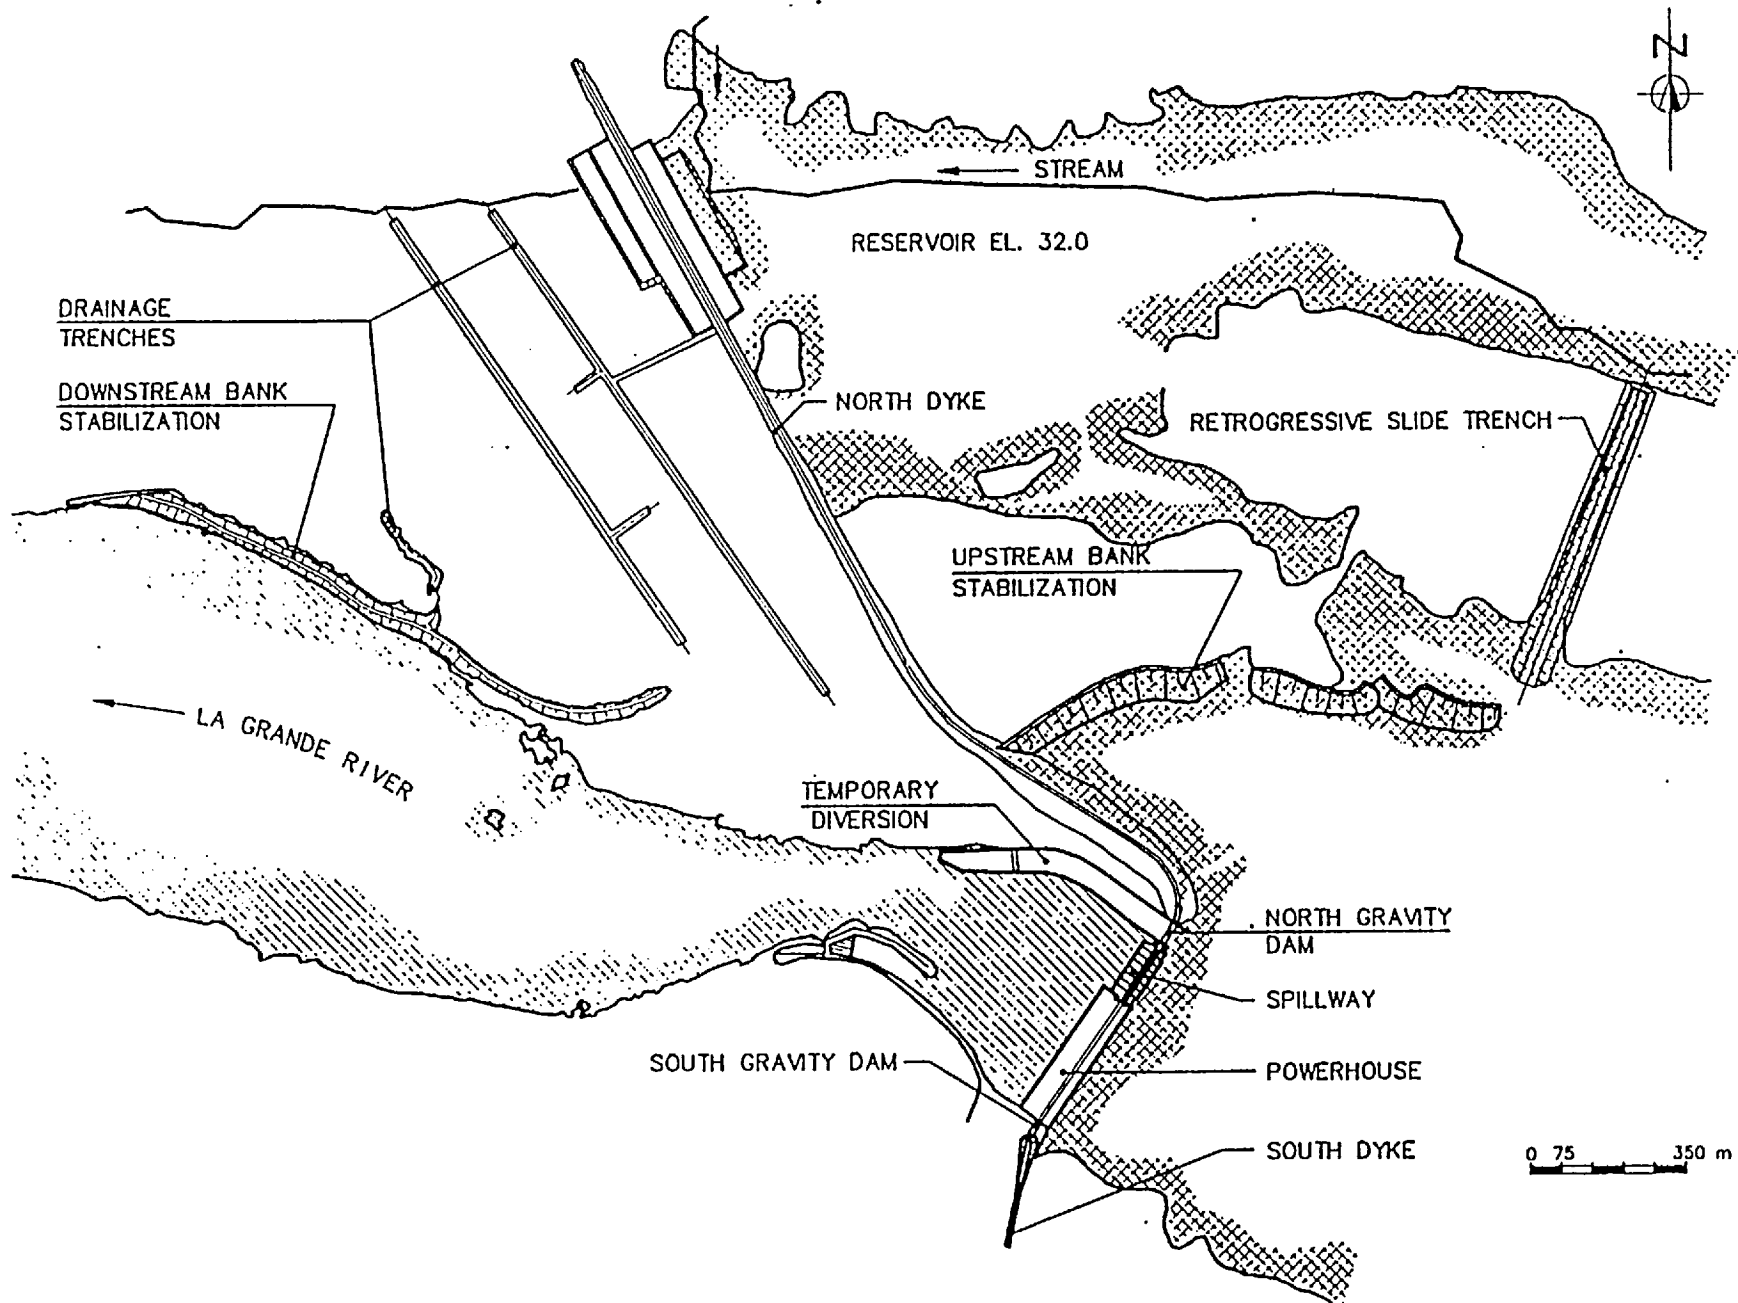 N
STREAM
RESERVOIR EL. 32.0
DRAINAGE
TRENCHES
DOWNSTREAM BANK
STABILIZATION
NORTH DYKE
RETROGRESSIVE SLIDE TRENCH
UPSTREAM BANK
STABILIZATION
LA GRANDE RIVER
TEMPORARY
DIVERSION
NORTH GRAVITY
DAM
SPILLWAY
SOUTH GRAVITY DAM
POWERHOUSE
SOUTH DYKE
0 75 350 m